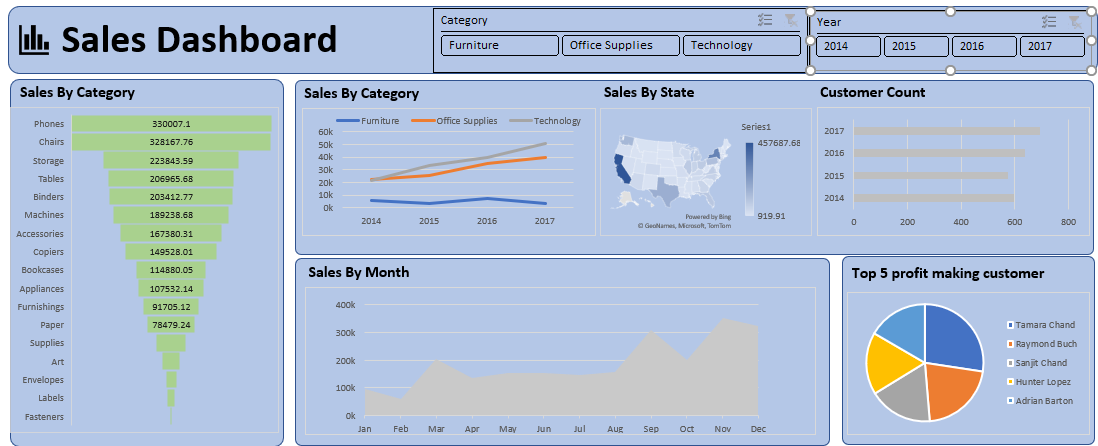 Sales Dashboard
Category
Furniture
Office Supplies
Technology
Year
2014
2015
2016
2017
Sales By Category
Phones 330007.1
Chairs 328167.76
Storage 223843.59
Tables 206965.68
Binders 203412.77
Machines 189238.68
Accessories 167380.31
Copiers 149528.01
Bookcases 114880.05
Appliances 107532.14
Furnishings 91705.12
Paper 78479.24
Supplies
Art
Envelopes
Labels
Fasteners
Sales By Category
Furniture Office Supplies Technology
60k
50k
40k
30k
20k
10k
0k
2014 2015 2016 2017
Sales By State
Series1
457687.68
919.91
Powered by Bing
© GeoNames, Microsoft, TomTom
Customer Count
2017
2016
2015
2014
0 200 400 600 800
Sales By Month
400k
300k
200k
100k
0k
Jan Feb Mar Apr May Jun Jul Aug Sep Oct Nov Dec
Top 5 profit making customer
Tamara Chand
Raymond Buch
Sanjit Chand
Hunter Lopez
Adrian Barton